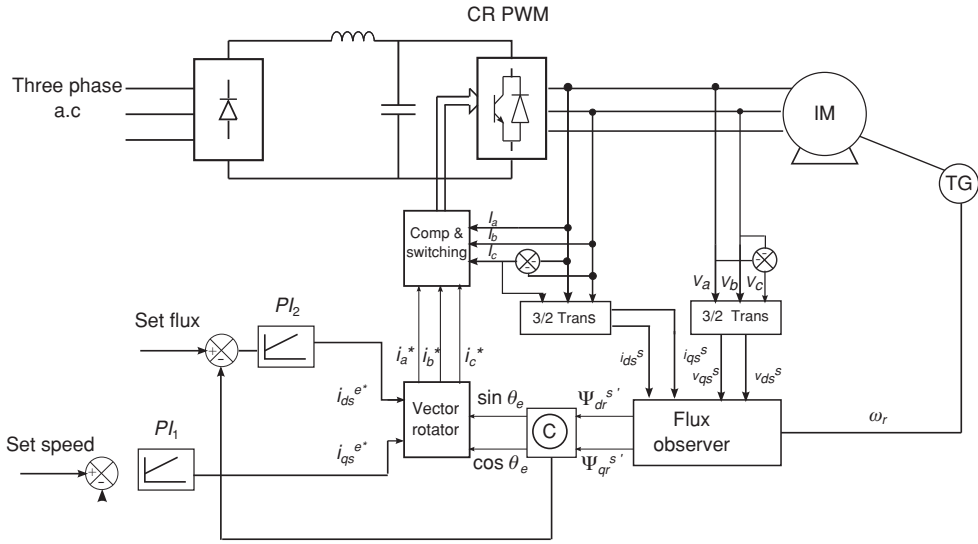 CR PWM
Three phase
a.c
IM
TG
Comp &
switching
I_a
I_b
I_c
V_a
V_b
V_c
3/2 Trans
3/2 Trans
Set flux
PI_2
+
-
i_a*
i_b*
i_c*
i_ds^s
i_qs^s
v_qs^s
v_ds^s
i_ds^e*
Vector
rotator
sin θ_e
C
Ψ_dr^s'
Flux
observer
ω_r
Set speed
PI_1
+
-
i_qs^e*
cos θ_e
Ψ_qr^s'